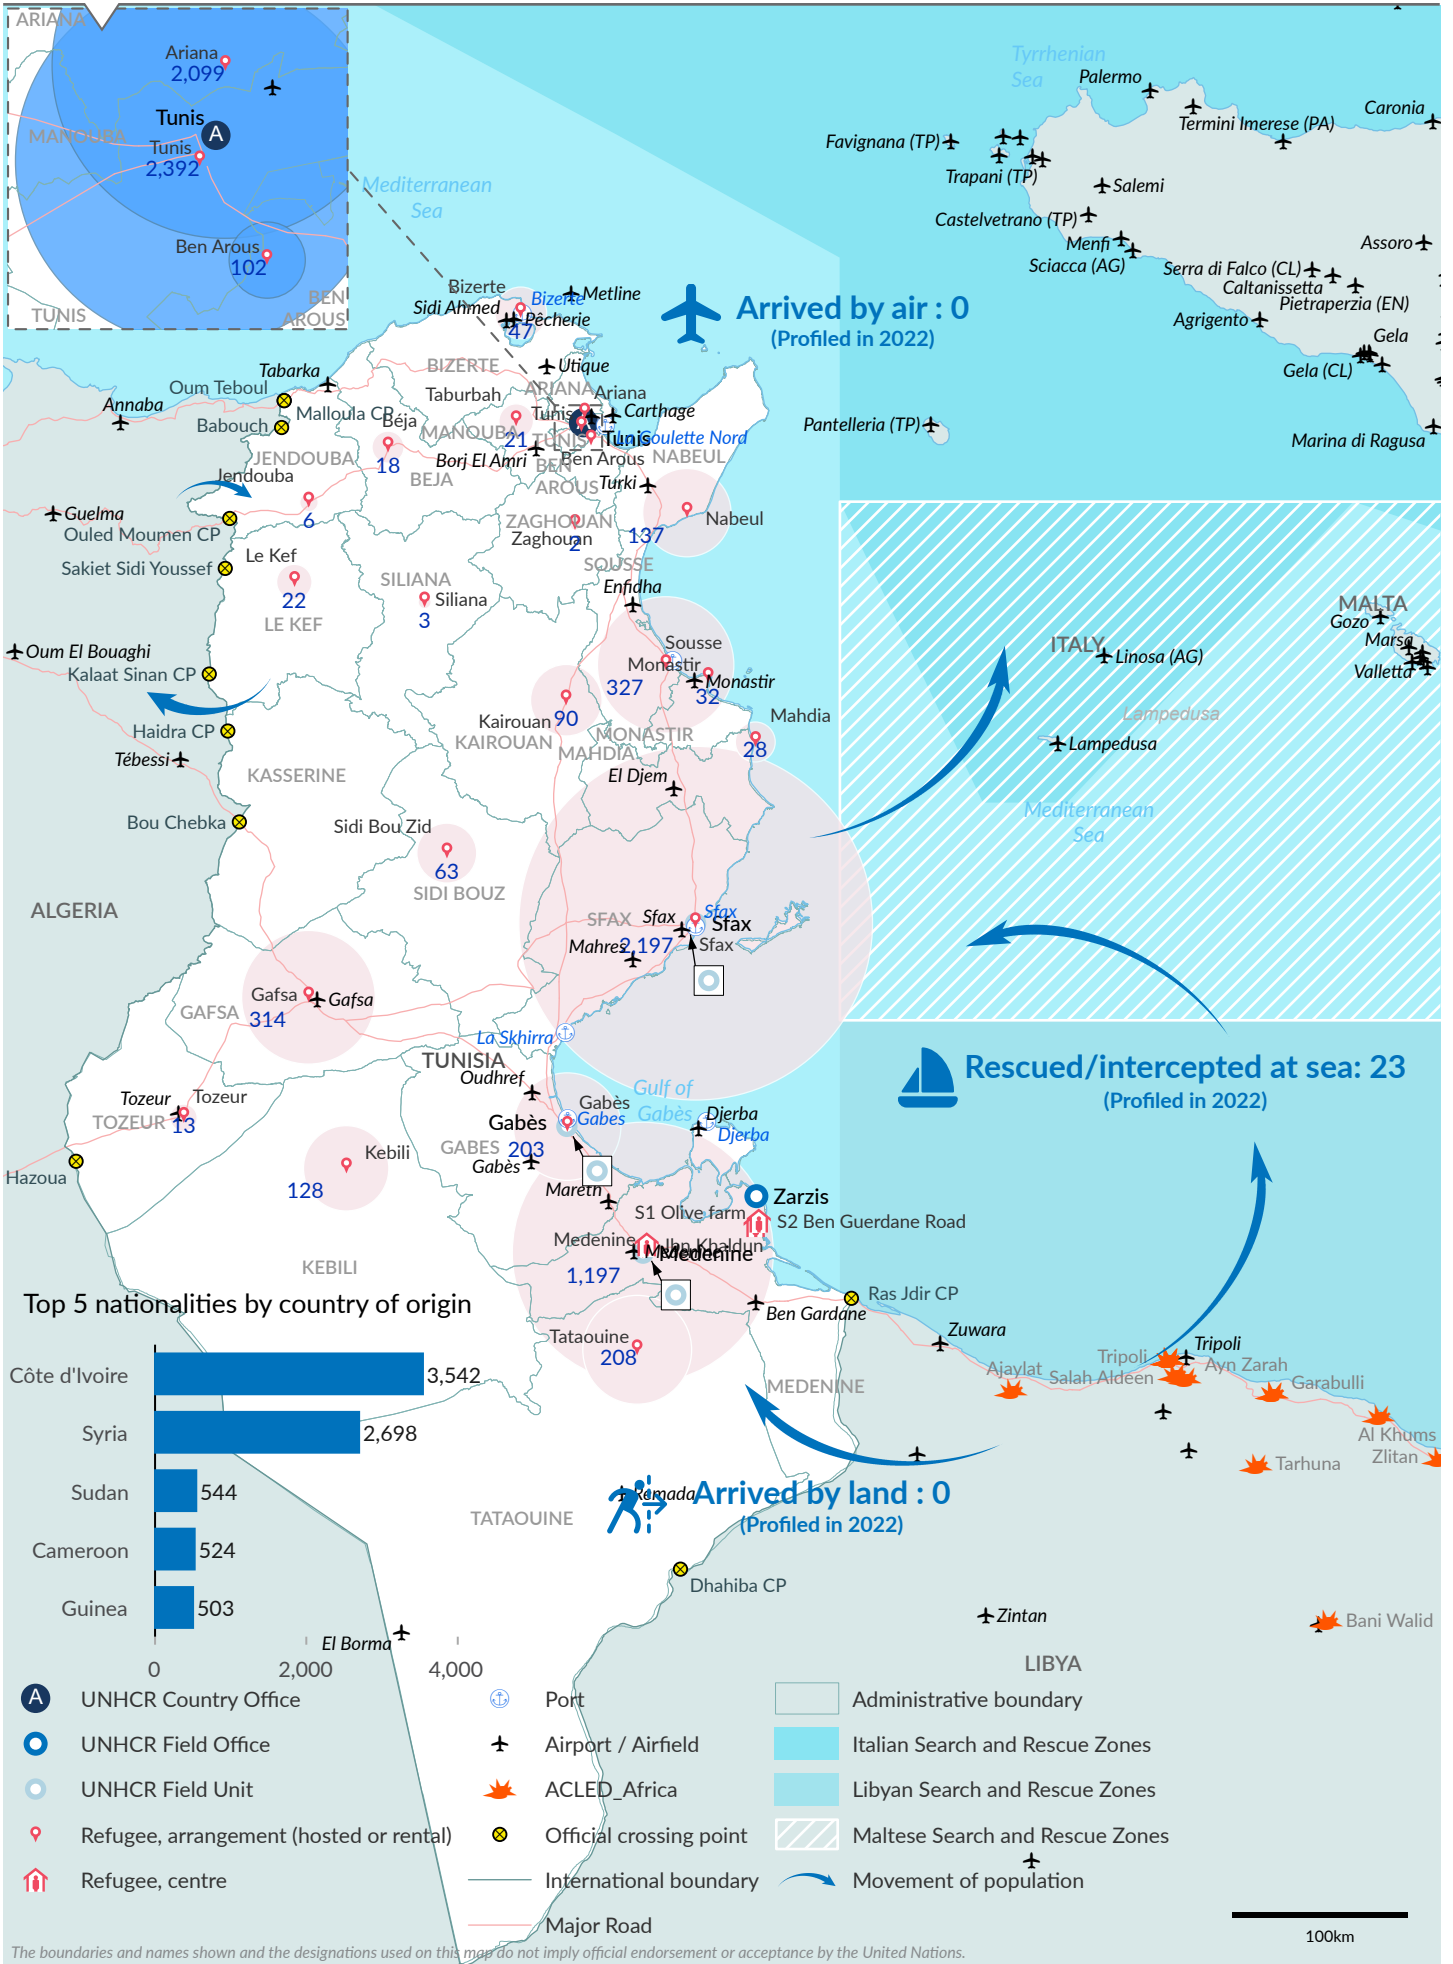 ARIANA
Ariana
2,099
Tunis
A
MANOUBA
Tunis
2,392
Ben Arous
102
BEN
AROUS
TUNIS
Mediterranean
Sea
Tyrrhenian
Sea
Palermo
Termini Imerese (PA)
Caronia
Favignana (TP)
Trapani (TP)
Salemi
Castelvetrano (TP)
Menfi
Sciacca (AG)
Assoro
Serra di Falco (CL)
Caltanissetta
Pietraperzia (EN)
Agrigento
Gela
Gela (CL)
Pantelleria (TP)
Marina di Ragusa
Arrived by air : 0
(Profiled in 2022)
Bizerte
Bizerte
Metline
Sidi Ahmed
Pêcherie
47
BIZERTE
Utique
Tabarka
Oum Teboul
Taburbah
ARIANA
Ariana
Annaba
Malloula CP
Béja
Tunis
Carthage
Babouch
MANOUBA
21
TUNIS
Tunis
La Goulette Nord
JENDOUBA
18
Borj El Amri
Ben Arous
NABEUL
Jendouba
BEJA
BEN
AROUS
Turki
6
Guelma
Ouled Moumen CP
ZAGHOUAN
Zaghouan
2
137
Nabeul
Le Kef
Sakiet Sidi Youssef
SOUSSE
SILIANA
Enfidha
22
Siliana
LE KEF
3
MALTA
Gozo
Marsa
Valletta
ITALY
Linosa (AG)
Oum El Bouaghi
Sousse
Kalaat Sinan CP
Monastir
327
Monastir
32
Lampedusa
Haidra CP
Kairouan
90
KAIROUAN
MONASTIR
Mahdia
MAHDIA
28
Lampedusa
Tébessi
KASSERINE
El Djem
Mediterranean
Sea
Bou Chebka
Sidi Bou Zid
63
SIDI BOUZ
ALGERIA
SFAX
Sfax
Sfax
Sfax
Mahres
2,197
Sfax
Gafsa
Gafsa
GAFSA
314
La Skhirra
TUNISIA
Oudhref
Gulf of
Gabès
Rescued/intercepted at sea: 23
(Profiled in 2022)
Tozeur
Tozeur
TOZEUR
13
Gabès
Gabès
Gabes
Djerba
Djerba
Kebili
GABES
203
Gabès
Hazoua
128
Mareth
Zarzis
S1 Olive farm
S2 Ben Guerdane Road
Medenine
Ibn Khaldun
Medenine
Medenine
KEBILI
1,197
Ras Jdir CP
Ben Gardane
Tataouine
208
Zuwara
Tripoli
Tripoli
Ajaylat
Salah Aldeen
Ayn Zarah
Garabulli
MEDENINE
Al Khums
Zlitan
Tarhuna
Top 5 nationalities by country of origin
Côte d'Ivoire
3,542
Syria
2,698
Sudan
544
Cameroon
524
Guinea
503
0
2,000
4,000
Remada
Arrived by land : 0
(Profiled in 2022)
TATAOUINE
Dhahiba CP
El Borma
Zintan
Bani Walid
LIBYA
A
UNHCR Country Office
UNHCR Field Office
UNHCR Field Unit
Refugee, arrangement (hosted or rental)
Refugee, centre
Port
Airport / Airfield
ACLED_Africa
Official crossing point
International boundary
Major Road
Administrative boundary
Italian Search and Rescue Zones
Libyan Search and Rescue Zones
Maltese Search and Rescue Zones
Movement of population
100km
The boundaries and names shown and the designations used on this map do not imply official endorsement or acceptance by the United Nations.